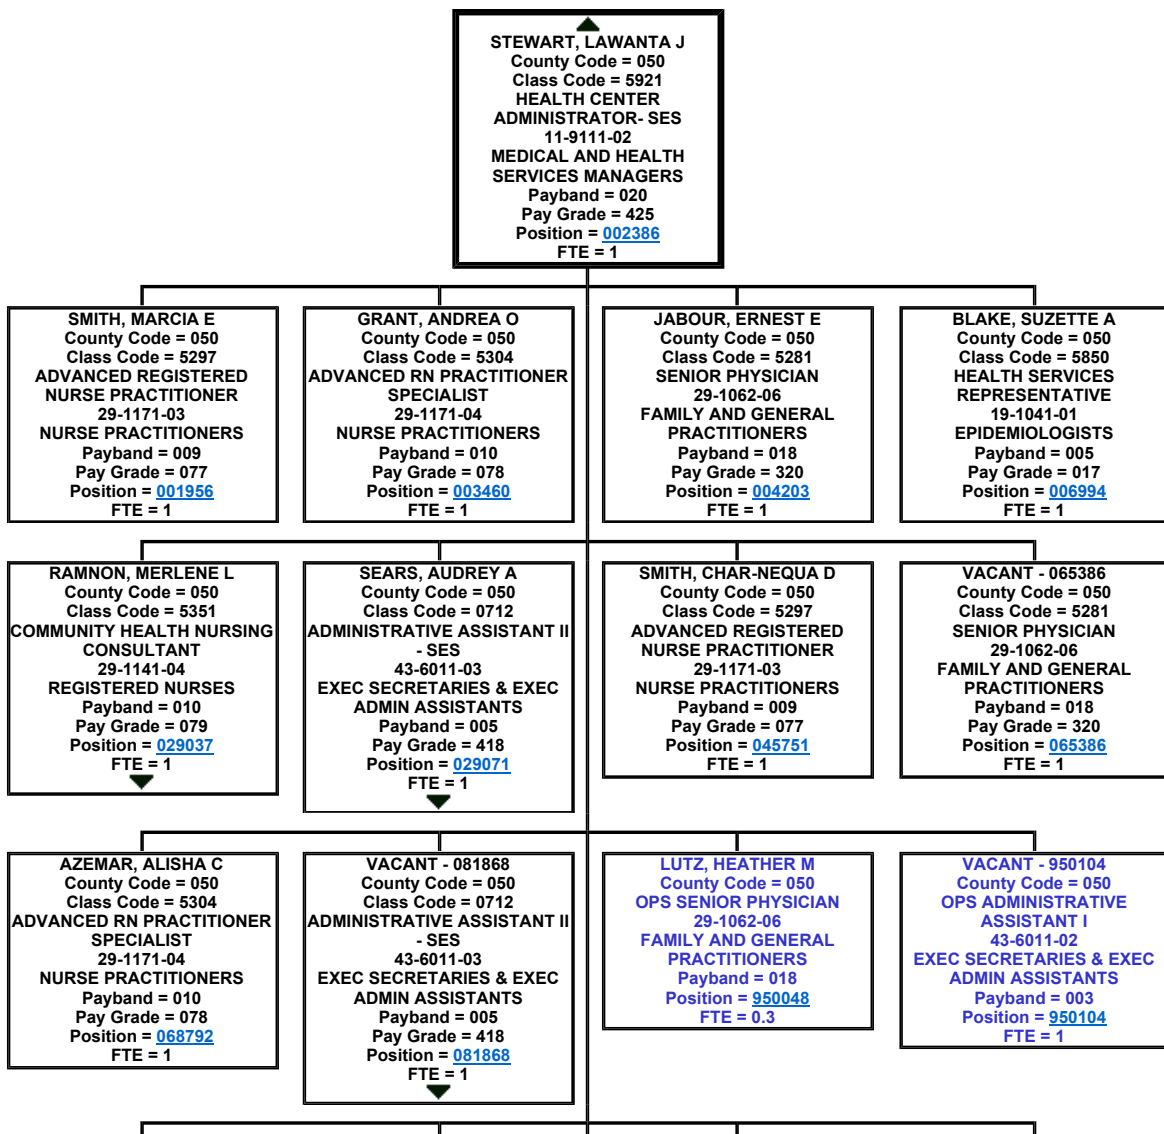 STEWART, LAWANTA J
County Code = 050
Class Code = 5921
HEALTH CENTER
ADMINISTRATOR- SES
11-9111-02
MEDICAL AND HEALTH
SERVICES MANAGERS
Payband = 020
Pay Grade = 425
Position = 002386
FTE = 1
SMITH, MARCIA E
County Code = 050
Class Code = 5297
ADVANCED REGISTERED
NURSE PRACTITIONER
29-1171-03
NURSE PRACTITIONERS
Payband = 009
Pay Grade = 077
Position = 001956
FTE = 1
GRANT, ANDREA O
County Code = 050
Class Code = 5304
ADVANCED RN PRACTITIONER
SPECIALIST
29-1171-04
NURSE PRACTITIONERS
Payband = 010
Pay Grade = 078
Position = 003460
FTE = 1
JABOUR, ERNEST E
County Code = 050
Class Code = 5281
SENIOR PHYSICIAN
29-1062-06
FAMILY AND GENERAL
PRACTITIONERS
Payband = 018
Pay Grade = 320
Position = 004203
FTE = 1
BLAKE, SUZETTE A
County Code = 050
Class Code = 5850
HEALTH SERVICES
REPRESENTATIVE
19-1041-01
EPIDEMIOLOGISTS
Payband = 005
Pay Grade = 017
Position = 006994
FTE = 1
RAMNON, MERLENE L
County Code = 050
Class Code = 5351
COMMUNITY HEALTH NURSING
CONSULTANT
29-1141-04
REGISTERED NURSES
Payband = 010
Pay Grade = 079
Position = 029037
FTE = 1
SEARS, AUDREY A
County Code = 050
Class Code = 0712
ADMINISTRATIVE ASSISTANT II
- SES
43-6011-03
EXEC SECRETARIES & EXEC
ADMIN ASSISTANTS
Payband = 005
Pay Grade = 418
Position = 029071
FTE = 1
SMITH, CHAR-NEQUA D
County Code = 050
Class Code = 5297
ADVANCED REGISTERED
NURSE PRACTITIONER
29-1171-03
NURSE PRACTITIONERS
Payband = 009
Pay Grade = 077
Position = 045751
FTE = 1
VACANT - 065386
County Code = 050
Class Code = 5281
SENIOR PHYSICIAN
29-1062-06
FAMILY AND GENERAL
PRACTITIONERS
Payband = 018
Pay Grade = 320
Position = 065386
FTE = 1
AZEMAR, ALISHA C
County Code = 050
Class Code = 5304
ADVANCED RN PRACTITIONER
SPECIALIST
29-1171-04
NURSE PRACTITIONERS
Payband = 010
Pay Grade = 078
Position = 068792
FTE = 1
VACANT - 081868
County Code = 050
Class Code = 0712
ADMINISTRATIVE ASSISTANT II
- SES
43-6011-03
EXEC SECRETARIES & EXEC
ADMIN ASSISTANTS
Payband = 005
Pay Grade = 418
Position = 081868
FTE = 1
LUTZ, HEATHER M
County Code = 050
OPS SENIOR PHYSICIAN
29-1062-06
FAMILY AND GENERAL
PRACTITIONERS
Payband = 018
Position = 950048
FTE = 0.3
VACANT - 950104
County Code = 050
OPS ADMINISTRATIVE
ASSISTANT I
43-6011-02
EXEC SECRETARIES & EXEC
ADMIN ASSISTANTS
Payband = 003
Position = 950104
FTE = 1